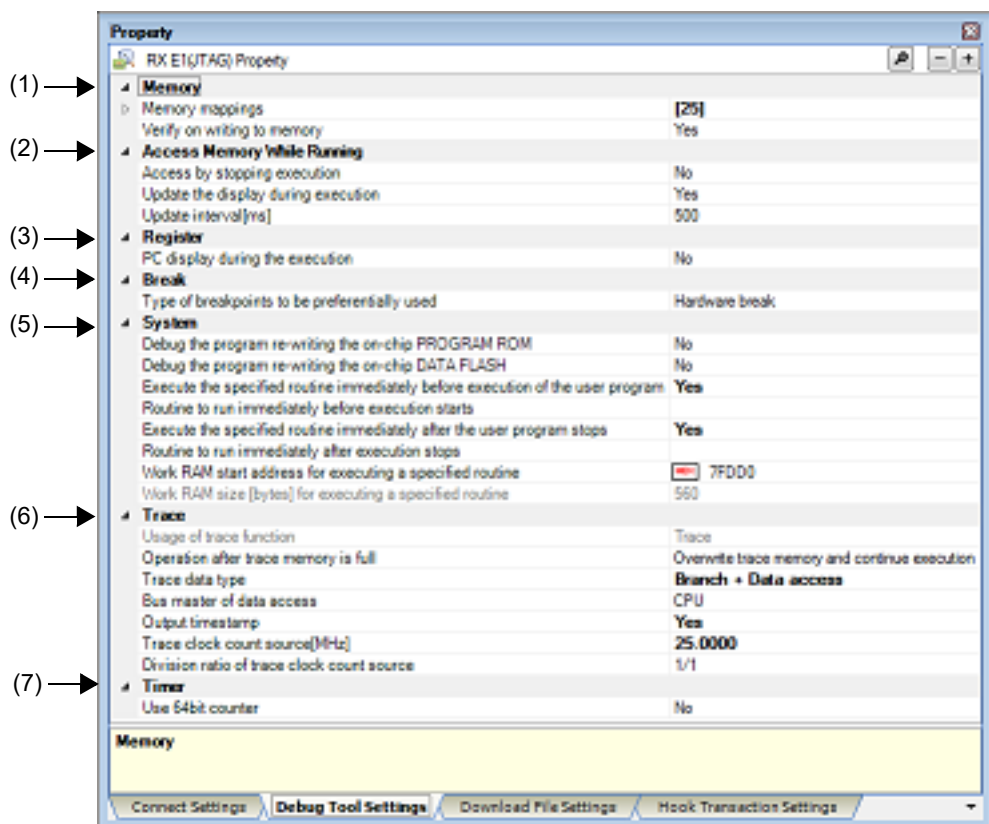 Property
RX E1(JTAG) Property
(1) Memory
Memory mappings [25]
Verify on writing to memory Yes
(2) Access Memory While Running
Access by stopping execution No
Update the display during execution Yes
Update interval[ms] 500
(3) Register
PC display during the execution No
(4) Break
Type of breakpoints to be preferentially used Hardware break
(5) System
Debug the program re-writing the on-chip PROGRAM ROM No
Debug the program re-writing the on-chip DATA FLASH No
Execute the specified routine immediately before execution of the user program Yes
Routine to run immediately before execution starts
Execute the specified routine immediately after the user program stops Yes
Routine to run immediately after execution stops
Work RAM start address for executing a specified routine 7FDD0
Work RAM size [bytes] for executing a specified routine 560
(6) Trace
Usage of trace function Trace
Operation after trace memory is full Overwrite trace memory and continue execution
Trace data type Branch + Data access
Bus master of data access CPU
Output timestamp Yes
Trace clock count source[MHz] 25.0000
Division ratio of trace clock count source 1/1
(7) Timer
Use 64bit counter No
Memory
Connect Settings Debug Tool Settings Download File Settings Hook Transaction Settings